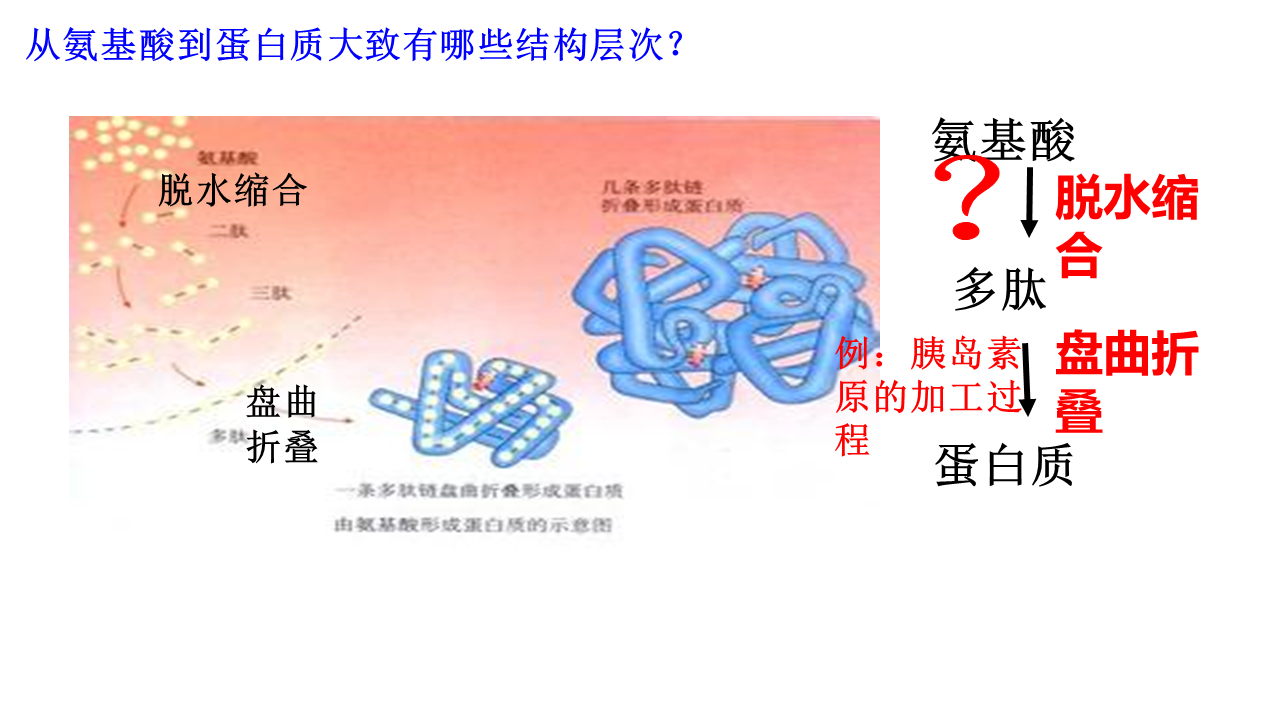 从氨基酸到蛋白质大致有哪些结构层次？
氨基酸
脱水缩合
二肽
三肽
多肽
盘曲
折叠
几条多肽链
折叠形成蛋白质
一条多肽链盘曲折叠形成蛋白质
由氨基酸形成蛋白质的示意图
氨基酸
？
脱水缩
合
多肽
例：胰岛素
原的加工过
程
盘曲折
叠
蛋白质